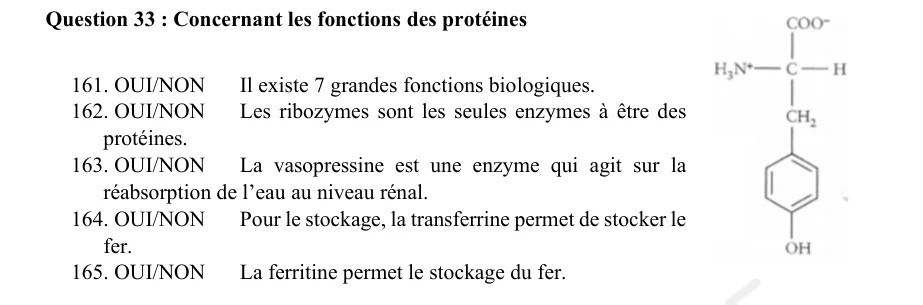 Question 33 : Concernant les fonctions des protéines
161. OUI/NON Il existe 7 grandes fonctions biologiques.
162. OUI/NON Les ribozymes sont les seules enzymes à être des
protéines.
163. OUI/NON La vasopressine est une enzyme qui agit sur la
réabsorption de l'eau au niveau rénal.
164. OUI/NON Pour le stockage, la transferrine permet de stocker le
fer.
165. OUI/NON La ferritine permet le stockage du fer.
COO⁻
H₃N⁺—C—H
CH₂
OH